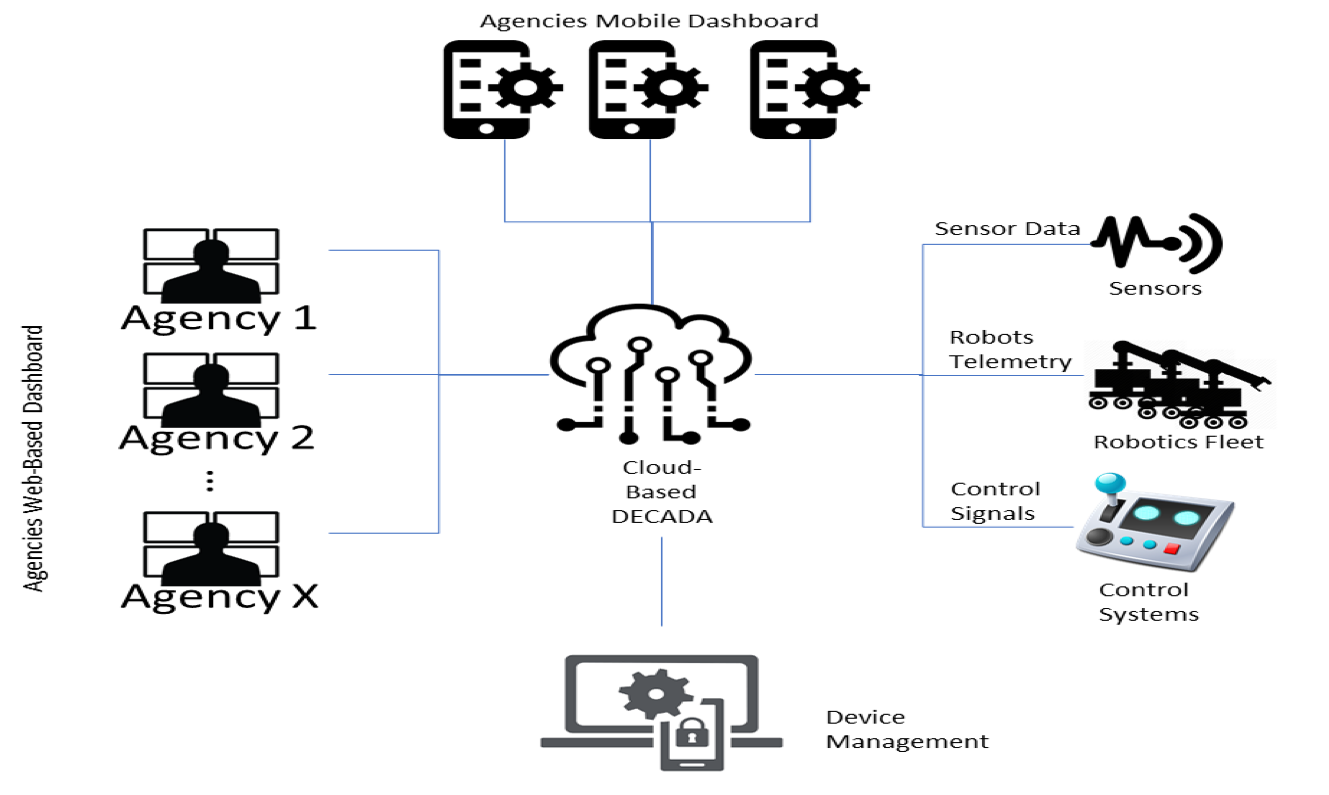 Agencies Mobile Dashboard
Agencies Web-Based Dashboard
Agency 1
Agency 2
...
Agency X
Cloud-
Based
DECADA
Sensor Data
Sensors
Robots
Telemetry
Robotics Fleet
Control
Signals
Control
Systems
Device
Management